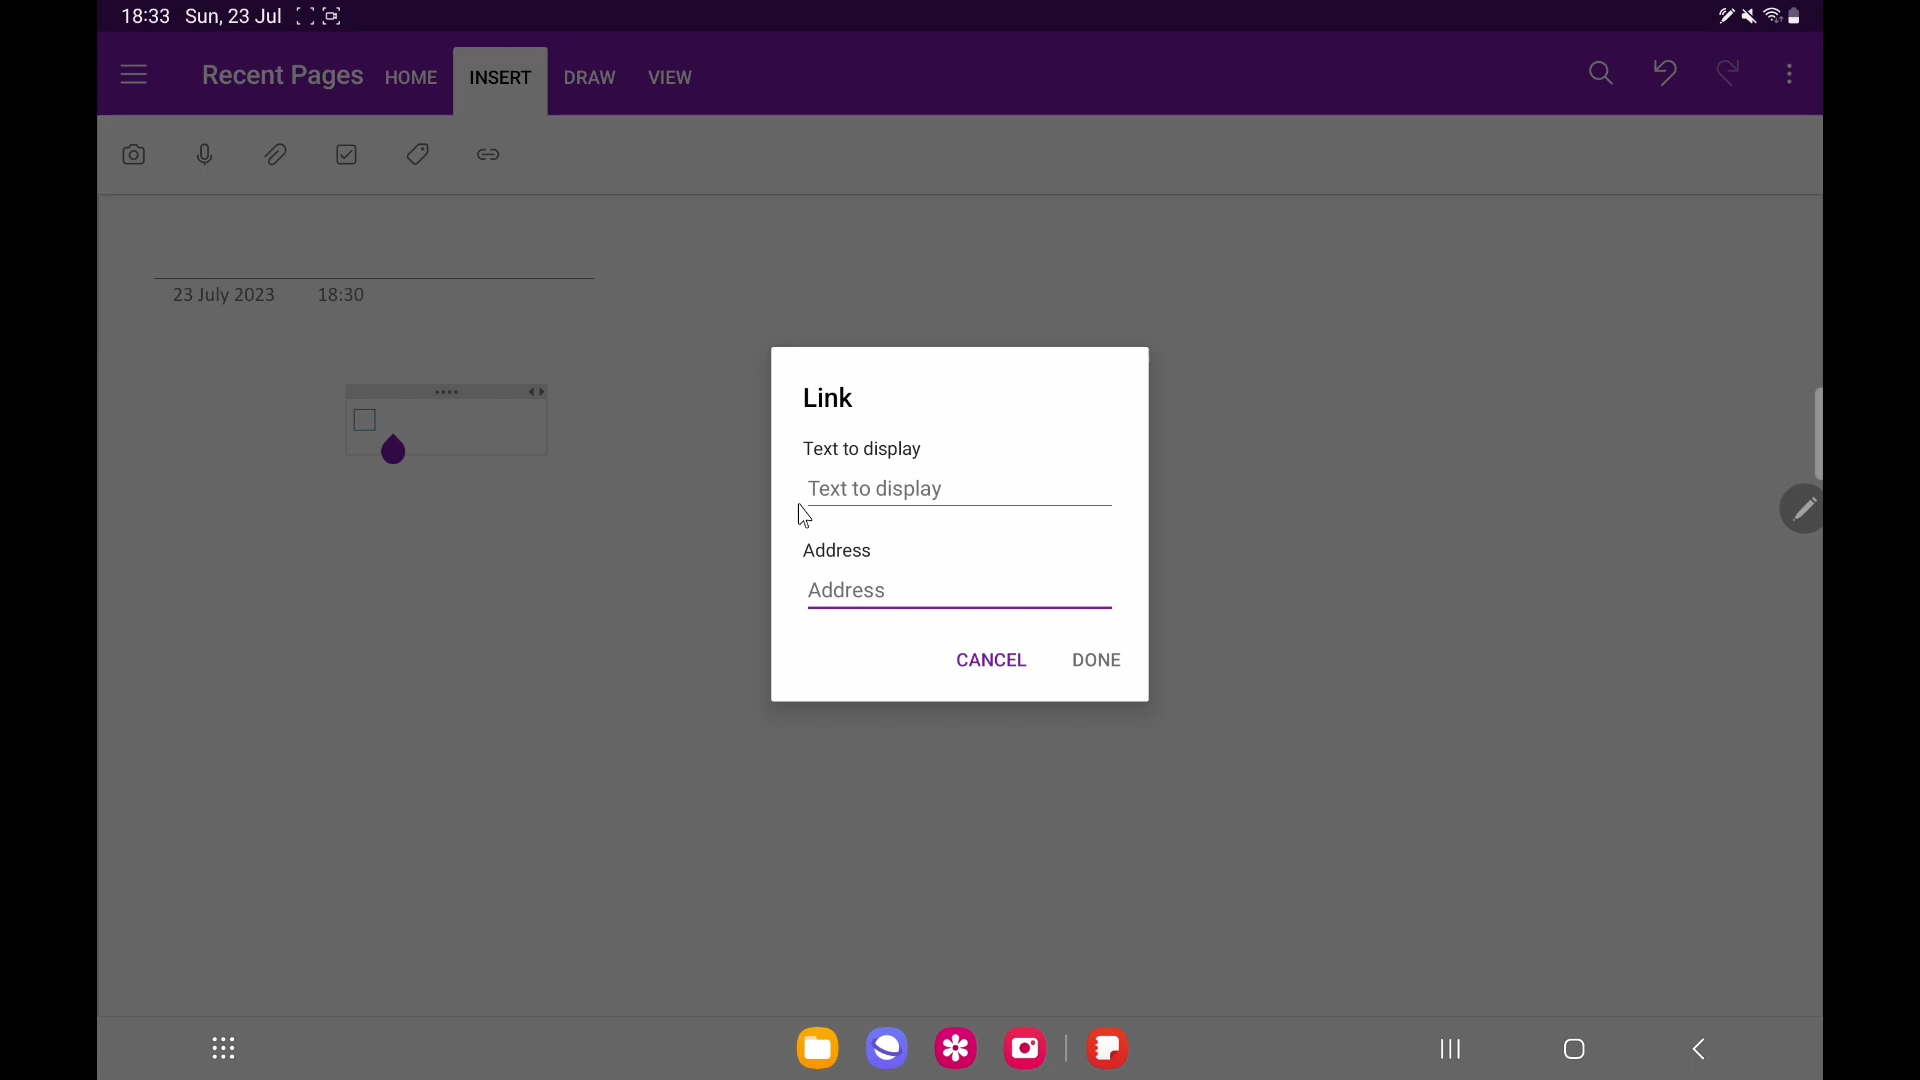 18:33 Sun, 23 Jul
Recent Pages HOME INSERT DRAW VIEW
23 July 2023 18:30
Link
Text to display
Text to display
Address
Address
CANCEL DONE